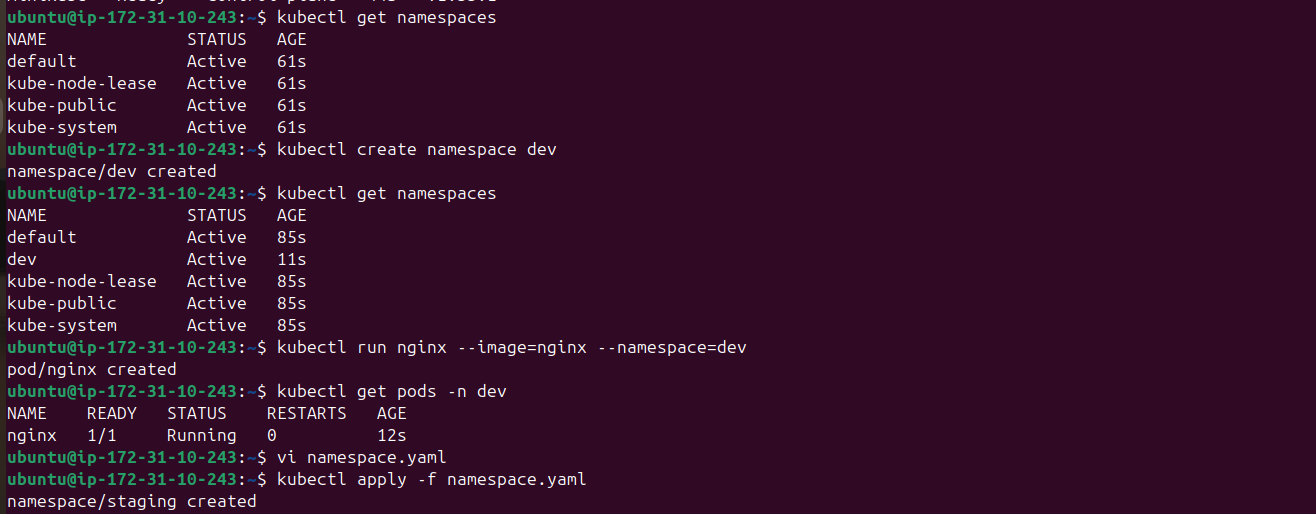 ubuntu@ip-172-31-10-243:~$ kubectl get namespaces
NAME STATUS AGE
default Active 61s
kube-node-lease Active 61s
kube-public Active 61s
kube-system Active 61s
ubuntu@ip-172-31-10-243:~$ kubectl create namespace dev
namespace/dev created
ubuntu@ip-172-31-10-243:~$ kubectl get namespaces
NAME STATUS AGE
default Active 85s
dev Active 11s
kube-node-lease Active 85s
kube-public Active 85s
kube-system Active 85s
ubuntu@ip-172-31-10-243:~$ kubectl run nginx --image=nginx --namespace=dev
pod/nginx created
ubuntu@ip-172-31-10-243:~$ kubectl get pods -n dev
NAME READY STATUS RESTARTS AGE
nginx 1/1 Running 0 12s
ubuntu@ip-172-31-10-243:~$ vi namespace.yaml
ubuntu@ip-172-31-10-243:~$ kubectl apply -f namespace.yaml
namespace/staging created